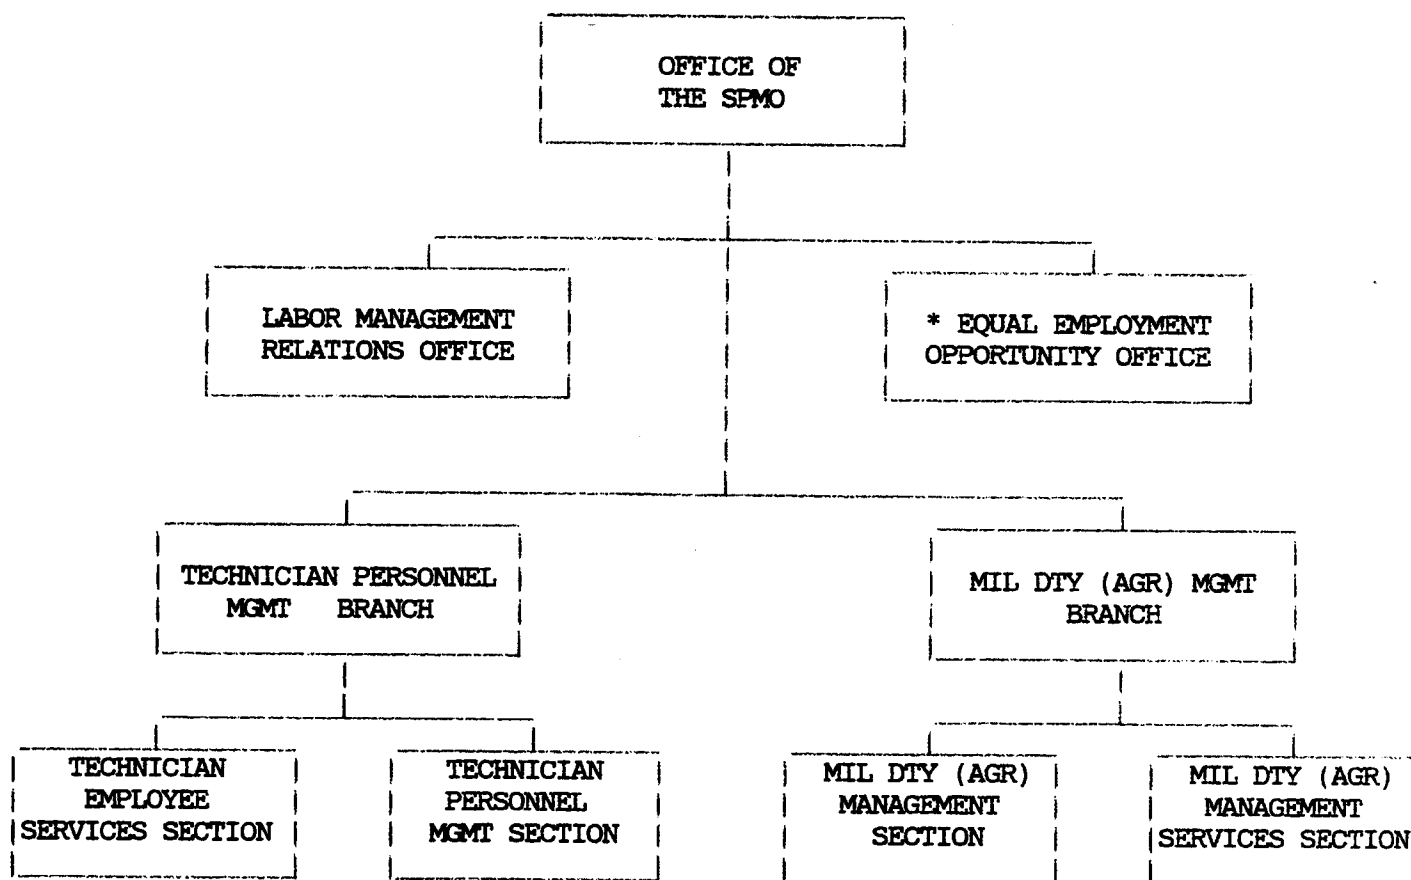 OFFICE OF
THE SPMO
LABOR MANAGEMENT
RELATIONS OFFICE
* EQUAL EMPLOYMENT
OPPORTUNITY OFFICE
TECHNICIAN PERSONNEL
MGMT BRANCH
MIL DTY (AGR) MGMT
BRANCH
TECHNICIAN
EMPLOYEE
SERVICES SECTION
TECHNICIAN
PERSONNEL
MGMT SECTION
MIL DTY (AGR)
MANAGEMENT
SECTION
MIL DTY (AGR)
MANAGEMENT
SERVICES SECTION